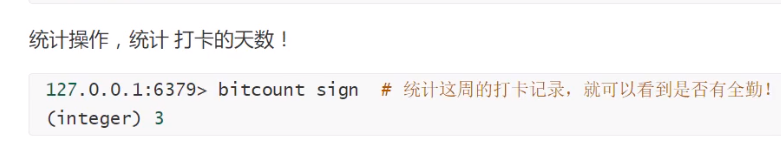 统计操作，统计 打卡的天数！
127.0.0.1:6379> bitcount sign  # 统计这周的打卡记录，就可以看到是否有全勤！
(integer) 3